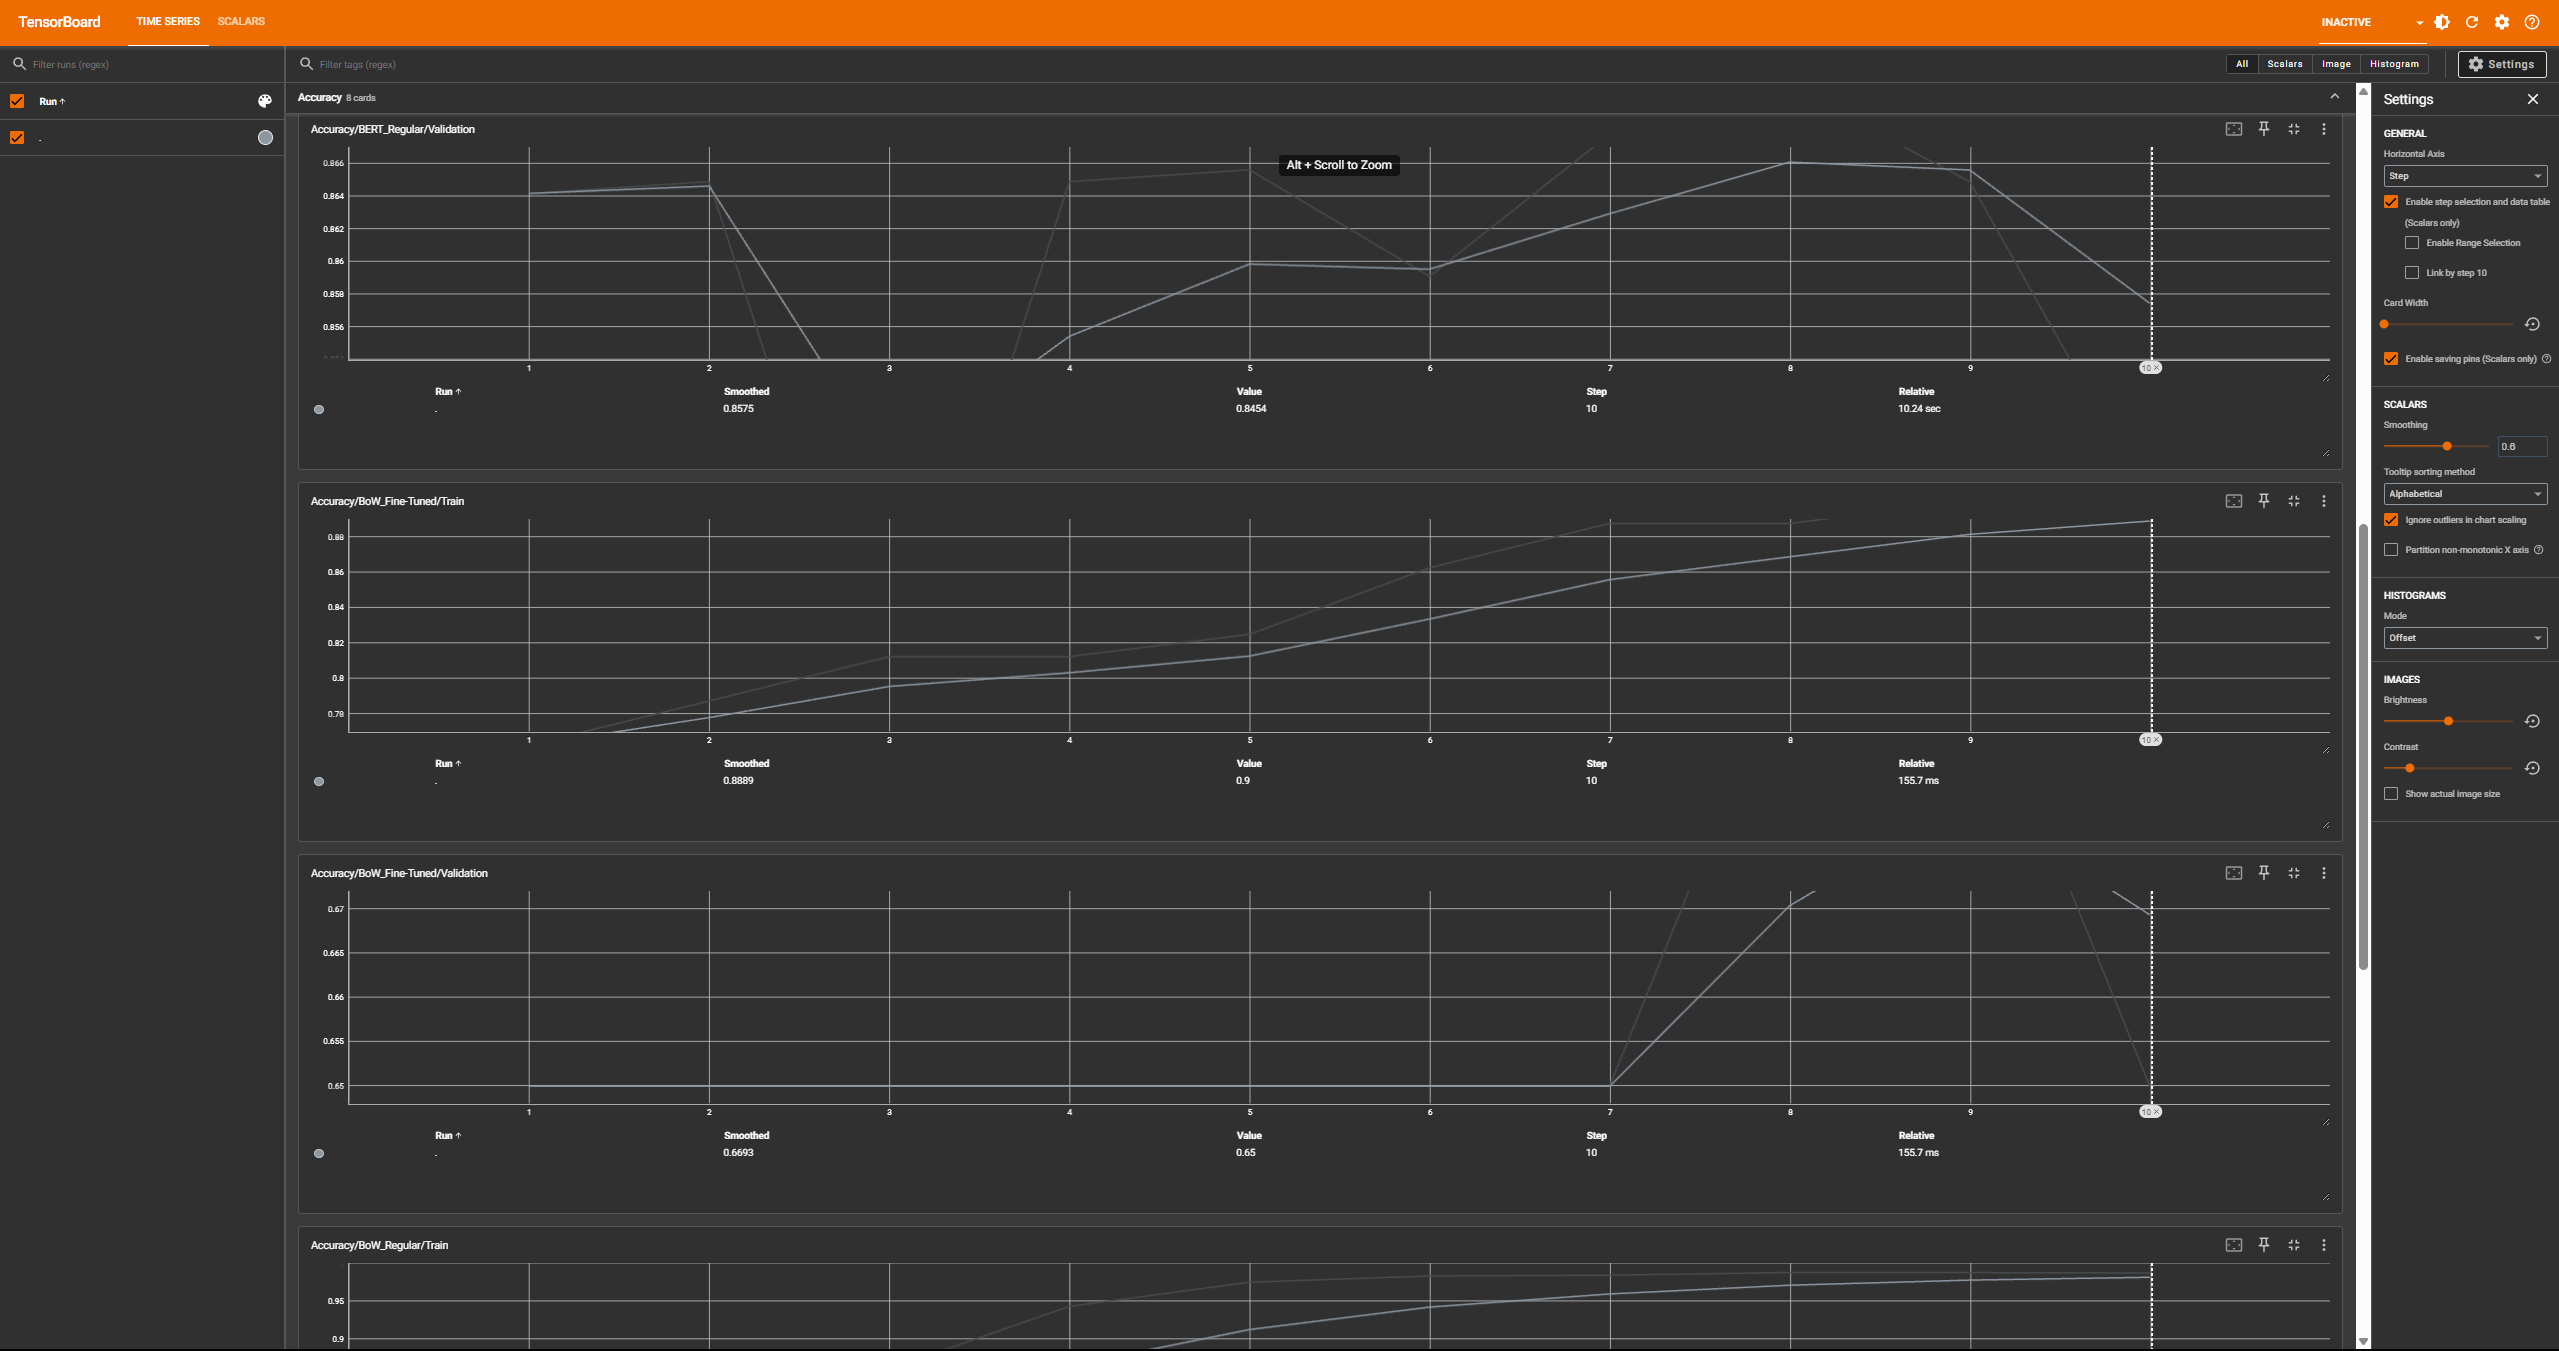 TensorBoard TIME SERIES SCALARS INACTIVE
Filter runs (regex)
Filter tags (regex)
All Scalars Image Histogram
Settings
Run ↑
.
Accuracy 8 cards
Accuracy/BERT_Regular/Validation
Alt + Scroll to Zoom
0.866
0.864
0.862
0.86
0.858
0.856
1 2 3 4 5 6 7 8 9 10 ×
Run ↑ Smoothed Value Step Relative
. 0.8575 0.8454 10 10.24 sec
Accuracy/BoW_Fine-Tuned/Train
0.88
0.86
0.84
0.82
0.8
0.78
1 2 3 4 5 6 7 8 9 10 ×
Run ↑ Smoothed Value Step Relative
. 0.8889 0.9 10 155.7 ms
Accuracy/BoW_Fine-Tuned/Validation
0.67
0.665
0.66
0.655
0.65
1 2 3 4 5 6 7 8 9 10 ×
Run ↑ Smoothed Value Step Relative
. 0.6693 0.65 10 155.7 ms
Accuracy/BoW_Regular/Train
0.95
0.9
Settings
GENERAL
Horizontal Axis
Step
Enable step selection and data table
(Scalars only)
Enable Range Selection
Link by step 10
Card Width
Enable saving pins (Scalars only)
SCALARS
Smoothing
0.6
Tooltip sorting method
Alphabetical
Ignore outliers in chart scaling
Partition non-monotonic X axis
HISTOGRAMS
Mode
Offset
IMAGES
Brightness
Contrast
Show actual image size